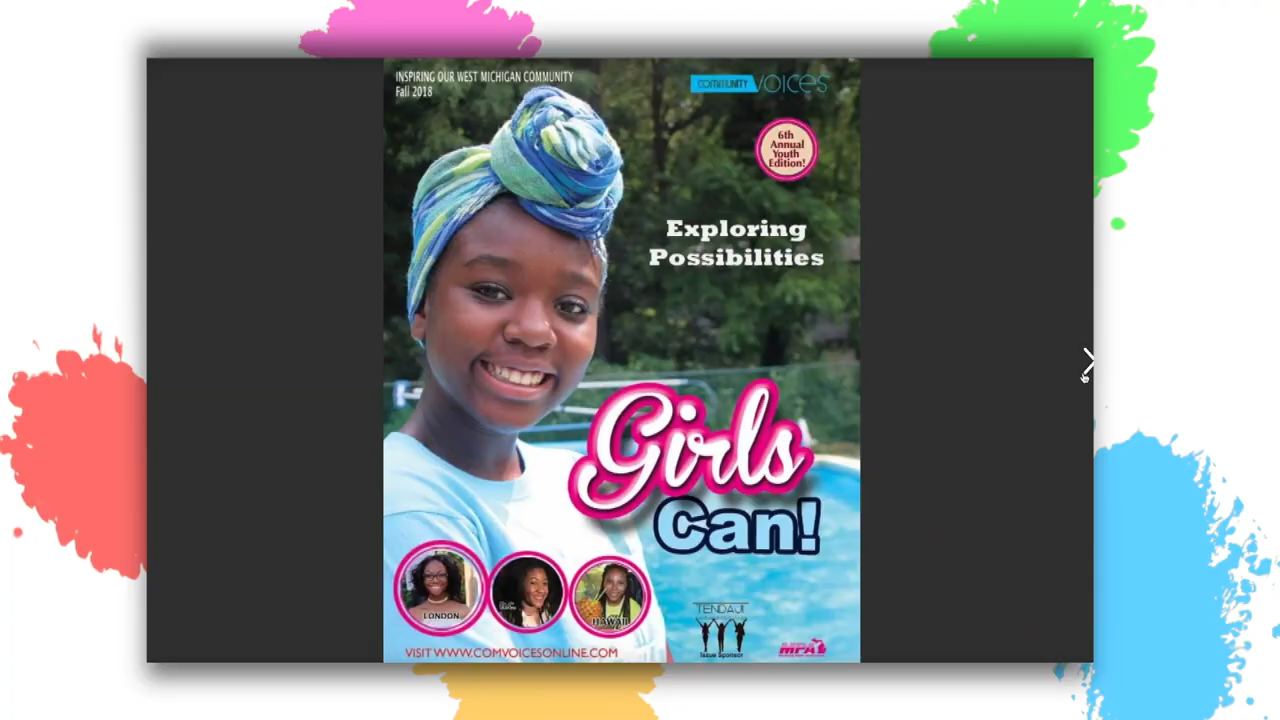 INSPIRING OUR WEST MICHIGAN COMMUNITY
Fall 2018
COMMUNITY VOICES
6th
Annual
Youth
Edition!
Exploring
Possibilities
Girls
Can!
LONDON
HAWAII
TENDAJI
Issue Sponsor
MPA
VISIT WWW.COMVOICESONLINE.COM